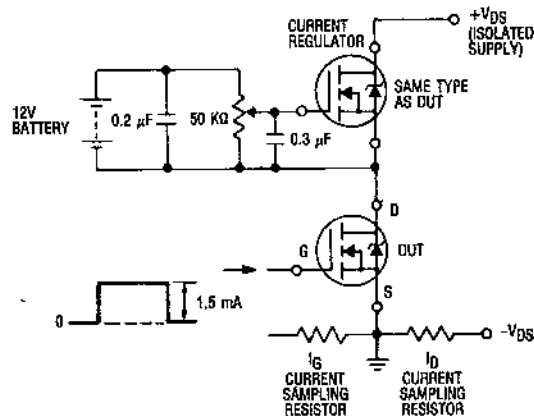 +VDS
(ISOLATED
SUPPLY)
CURRENT
REGULATOR
SAME TYPE
AS DUT
12V
BATTERY
0.2 µF
50 KΩ
0.3 µF
D
G
DUT
1.5 mA
0
S
-VDS
IG
CURRENT
SAMPLING
RESISTOR
ID
CURRENT
SAMPLING
RESISTOR